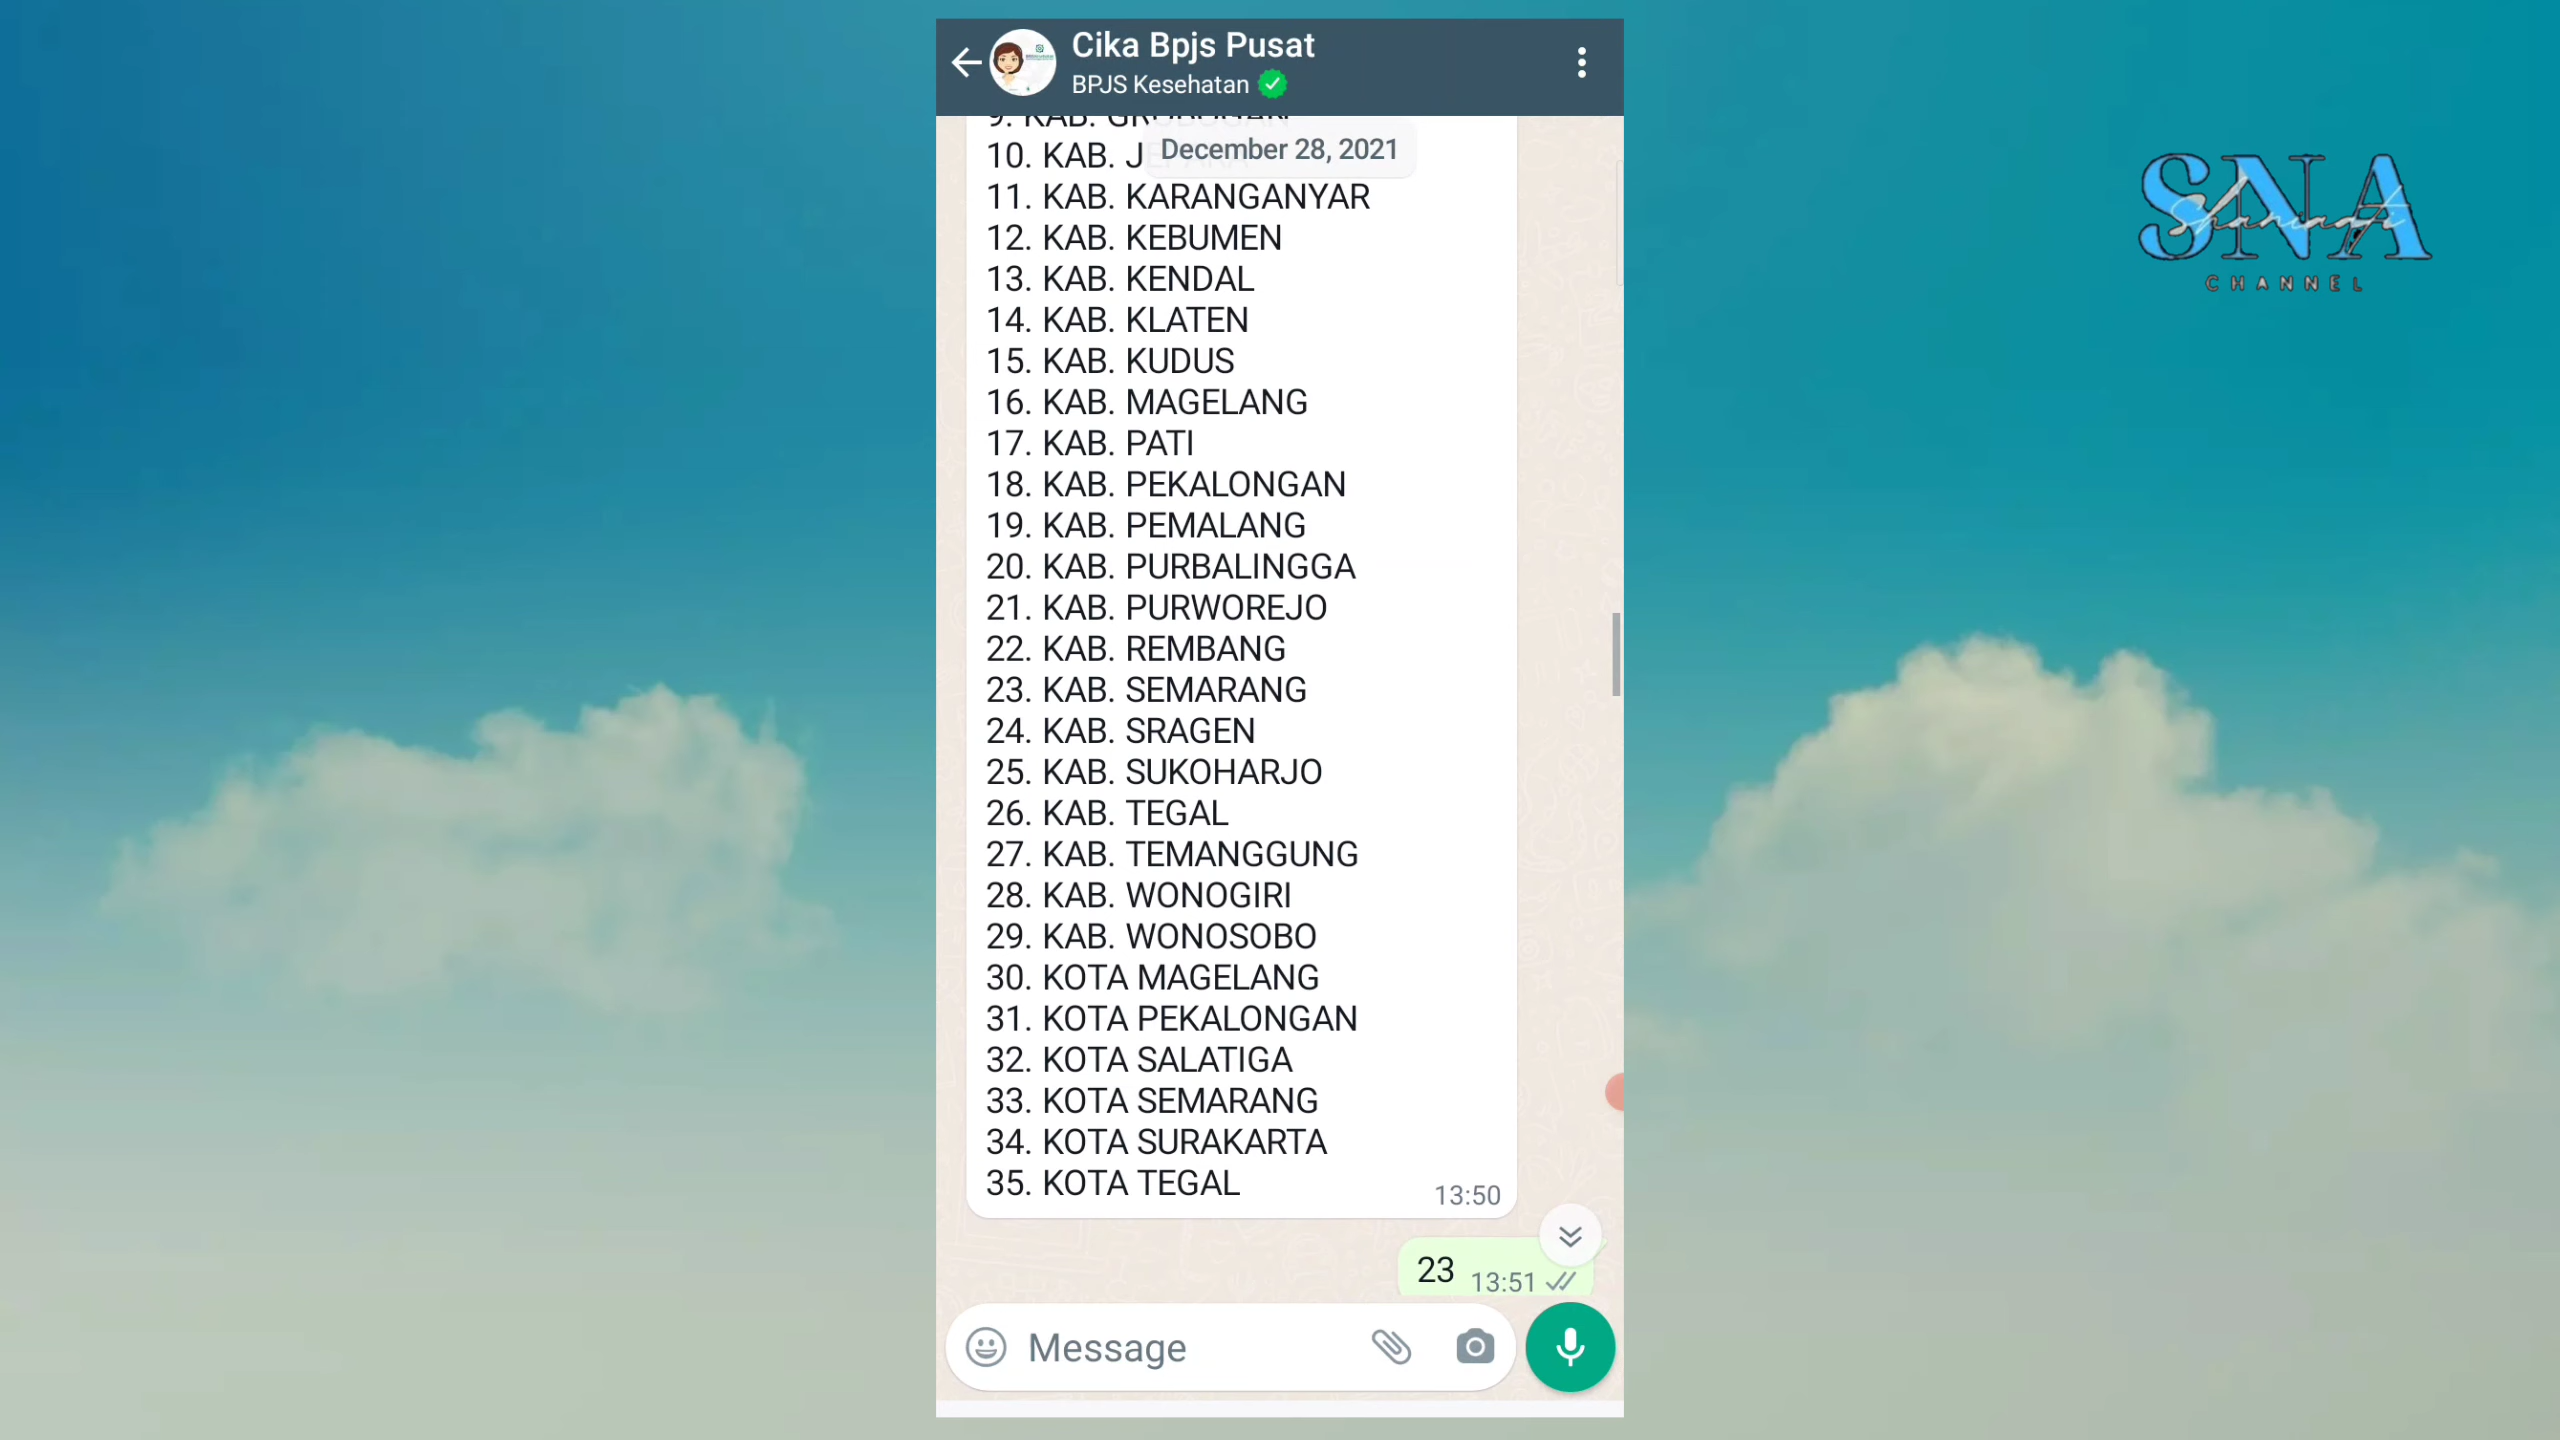 Cika Bpjs Pusat
BPJS Kesehatan
December 28, 2021
9. KAB.
10. KAB.
11. KAB. KARANGANYAR
12. KAB. KEBUMEN
13. KAB. KENDAL
14. KAB. KLATEN
15. KAB. KUDUS
16. KAB. MAGELANG
17. KAB. PATI
18. KAB. PEKALONGAN
19. KAB. PEMALANG
20. KAB. PURBALINGGA
21. KAB. PURWOREJO
22. KAB. REMBANG
23. KAB. SEMARANG
24. KAB. SRAGEN
25. KAB. SUKOHARJO
26. KAB. TEGAL
27. KAB. TEMANGGUNG
28. KAB. WONOGIRI
29. KAB. WONOSOBO
30. KOTA MAGELANG
31. KOTA PEKALONGAN
32. KOTA SALATIGA
33. KOTA SEMARANG
34. KOTA SURAKARTA
35. KOTA TEGAL
13:50
23 13:51
Message
SNA
CHANNEL